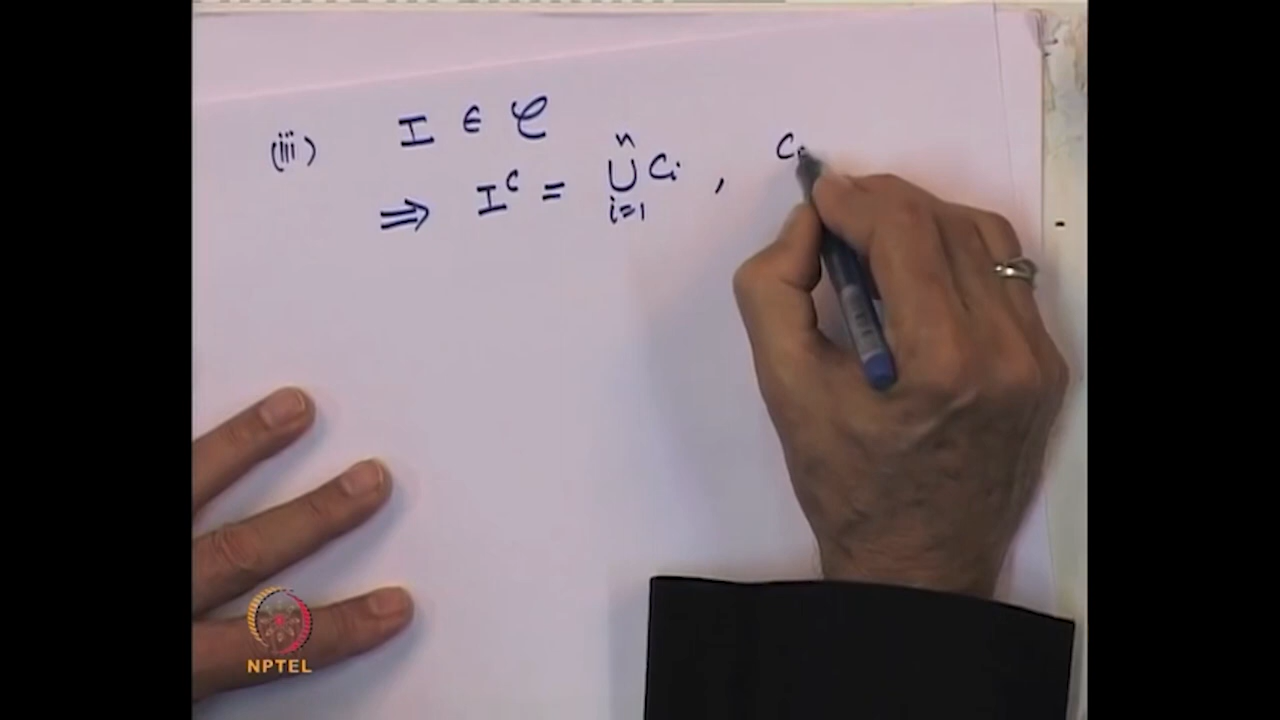 (iii) I ∈ 𝒞
⇒ I^c = ⋃_{i=1}^{n} C_i , C
NPTEL